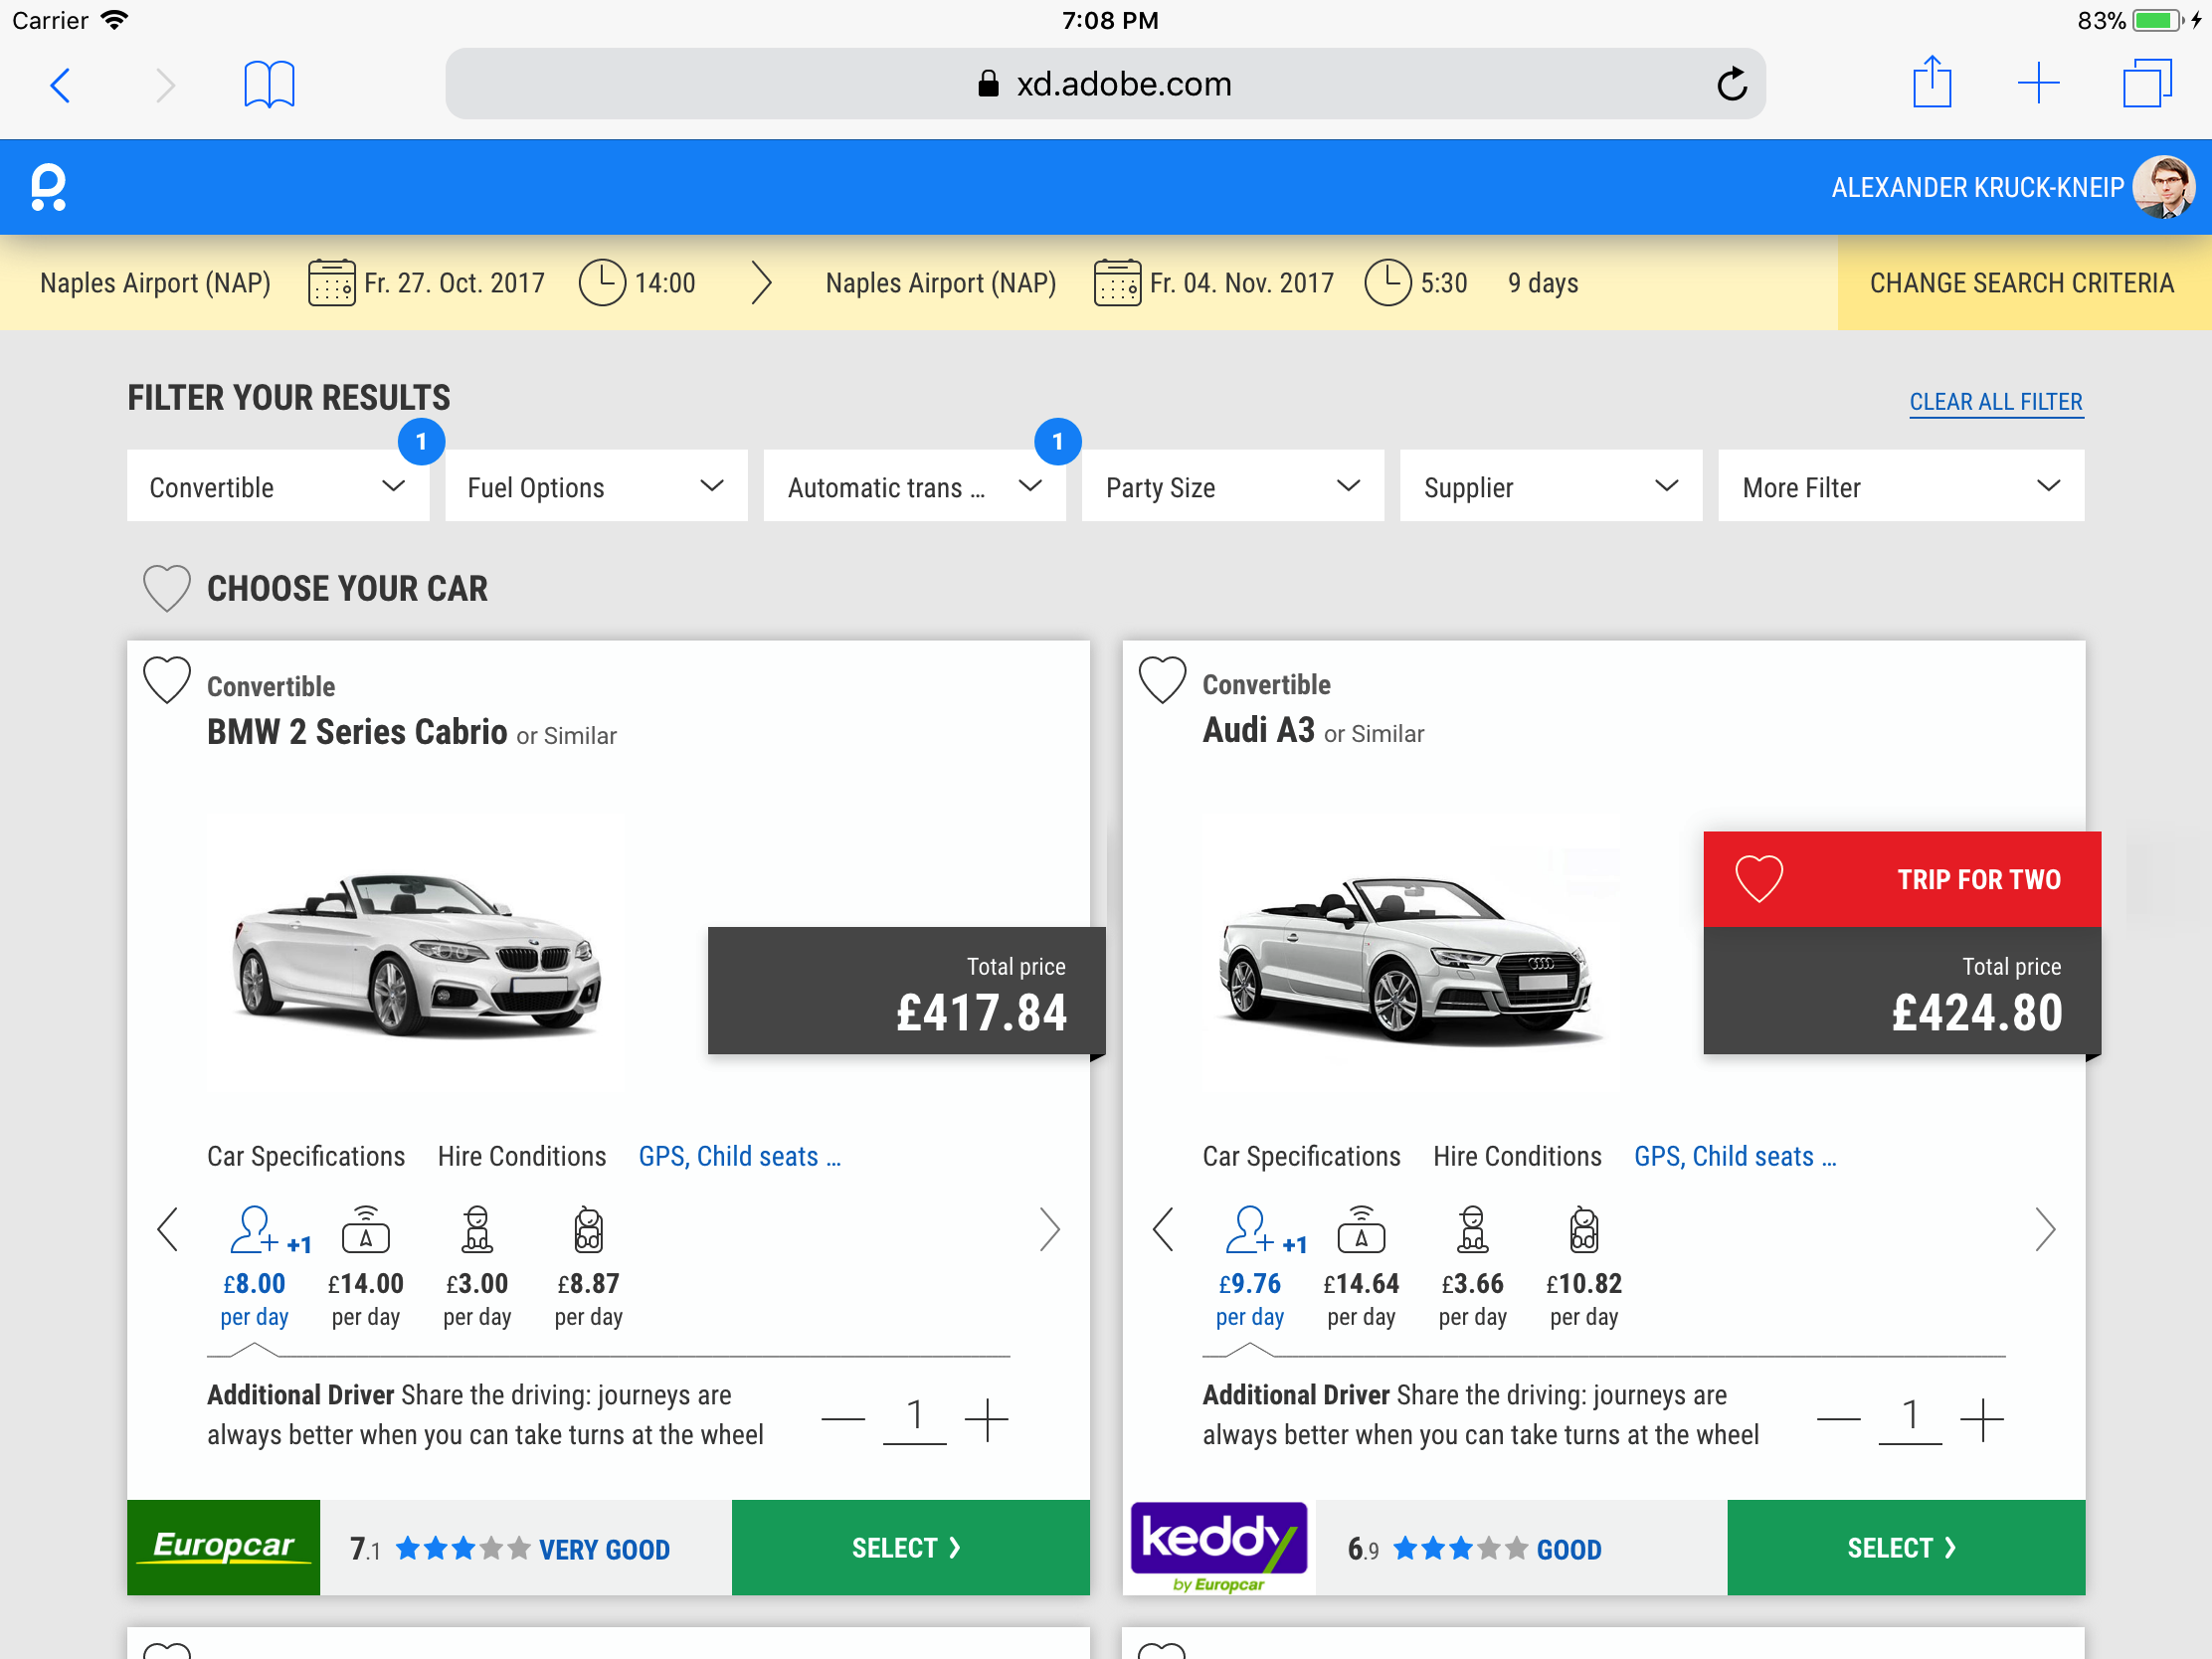 Carrier
7:08 PM
83%
xd.adobe.com
ALEXANDER KRUCK-KNEIP
Naples Airport (NAP) Fr. 27. Oct. 2017 14:00 Naples Airport (NAP) Fr. 04. Nov. 2017 5:30 9 days CHANGE SEARCH CRITERIA
FILTER YOUR RESULTS
CLEAR ALL FILTER
1
1
Convertible
Fuel Options
Automatic trans ...
Party Size
Supplier
More Filter
CHOOSE YOUR CAR
Convertible
BMW 2 Series Cabrio or Similar
Total price
£417.84
Car Specifications Hire Conditions GPS, Child seats ...
+1
£8.00 £14.00 £3.00 £8.87
per day per day per day per day
Additional Driver Share the driving: journeys are
always better when you can take turns at the wheel
1
Europcar
7.1 VERY GOOD
SELECT
Convertible
Audi A3 or Similar
TRIP FOR TWO
Total price
£424.80
Car Specifications Hire Conditions GPS, Child seats ...
+1
£9.76 £14.64 £3.66 £10.82
per day per day per day per day
Additional Driver Share the driving: journeys are
always better when you can take turns at the wheel
1
keddy
by Europcar
6.9 GOOD
SELECT